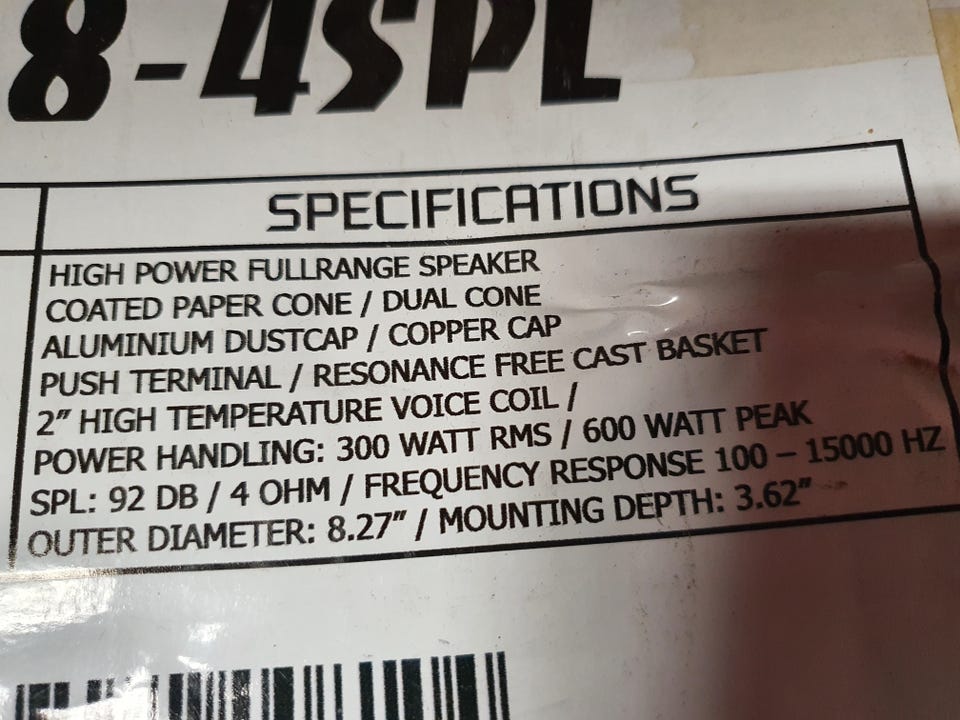 8-4SPL
SPECIFICATIONS
HIGH POWER FULLRANGE SPEAKER
COATED PAPER CONE / DUAL CONE
ALUMINIUM DUSTCAP / COPPER CAP
PUSH TERMINAL / RESONANCE FREE CAST BASKET
2" HIGH TEMPERATURE VOICE COIL /
POWER HANDLING: 300 WATT RMS / 600 WATT PEAK
SPL: 92 DB / 4 OHM / FREQUENCY RESPONSE 100 – 15000 HZ
OUTER DIAMETER: 8.27" / MOUNTING DEPTH: 3.62"